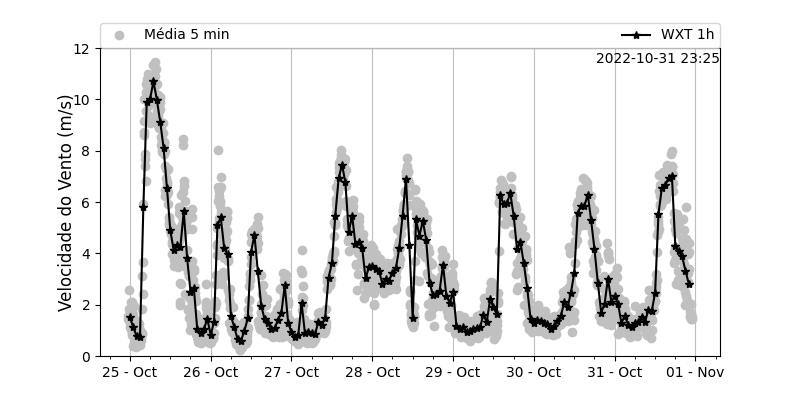 Média 5 min
WXT 1h
2022-10-31 23:25
Velocidade do Vento (m/s)
12
10
8
6
4
2
0
25 - Oct 26 - Oct 27 - Oct 28 - Oct 29 - Oct 30 - Oct 31 - Oct 01 - Nov